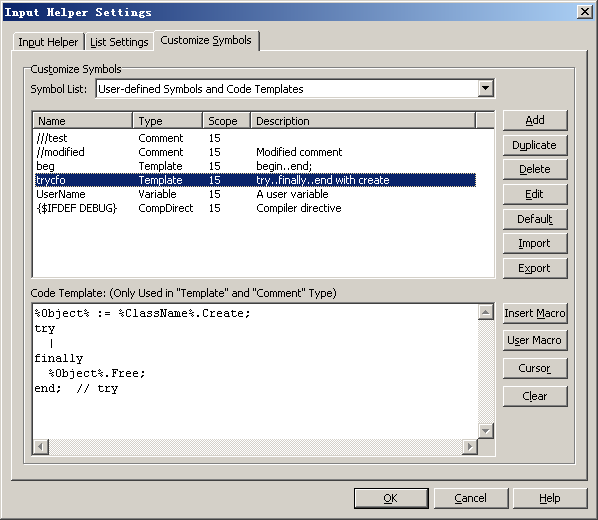 Input Helper Settings
Input Helper List Settings Customize Symbols
Customize Symbols
Symbol List: User-defined Symbols and Code Templates
Name Type Scope Description
///test Comment 15
//modified Comment 15 Modified comment
beg Template 15 begin..end;
trycfo Template 15 try..finally..end with create
UserName Variable 15 A user variable
{$IFDEF DEBUG} CompDirect 15 Compiler directive
Add
Duplicate
Delete
Edit
Default
Import
Export
Code Template: (Only Used in "Template" and "Comment" Type)
%Object% := %ClassName%.Create;
try
|
finally
%Object%.Free;
end; // try
Insert Macro
User Macro
Cursor
Clear
OK Cancel Help